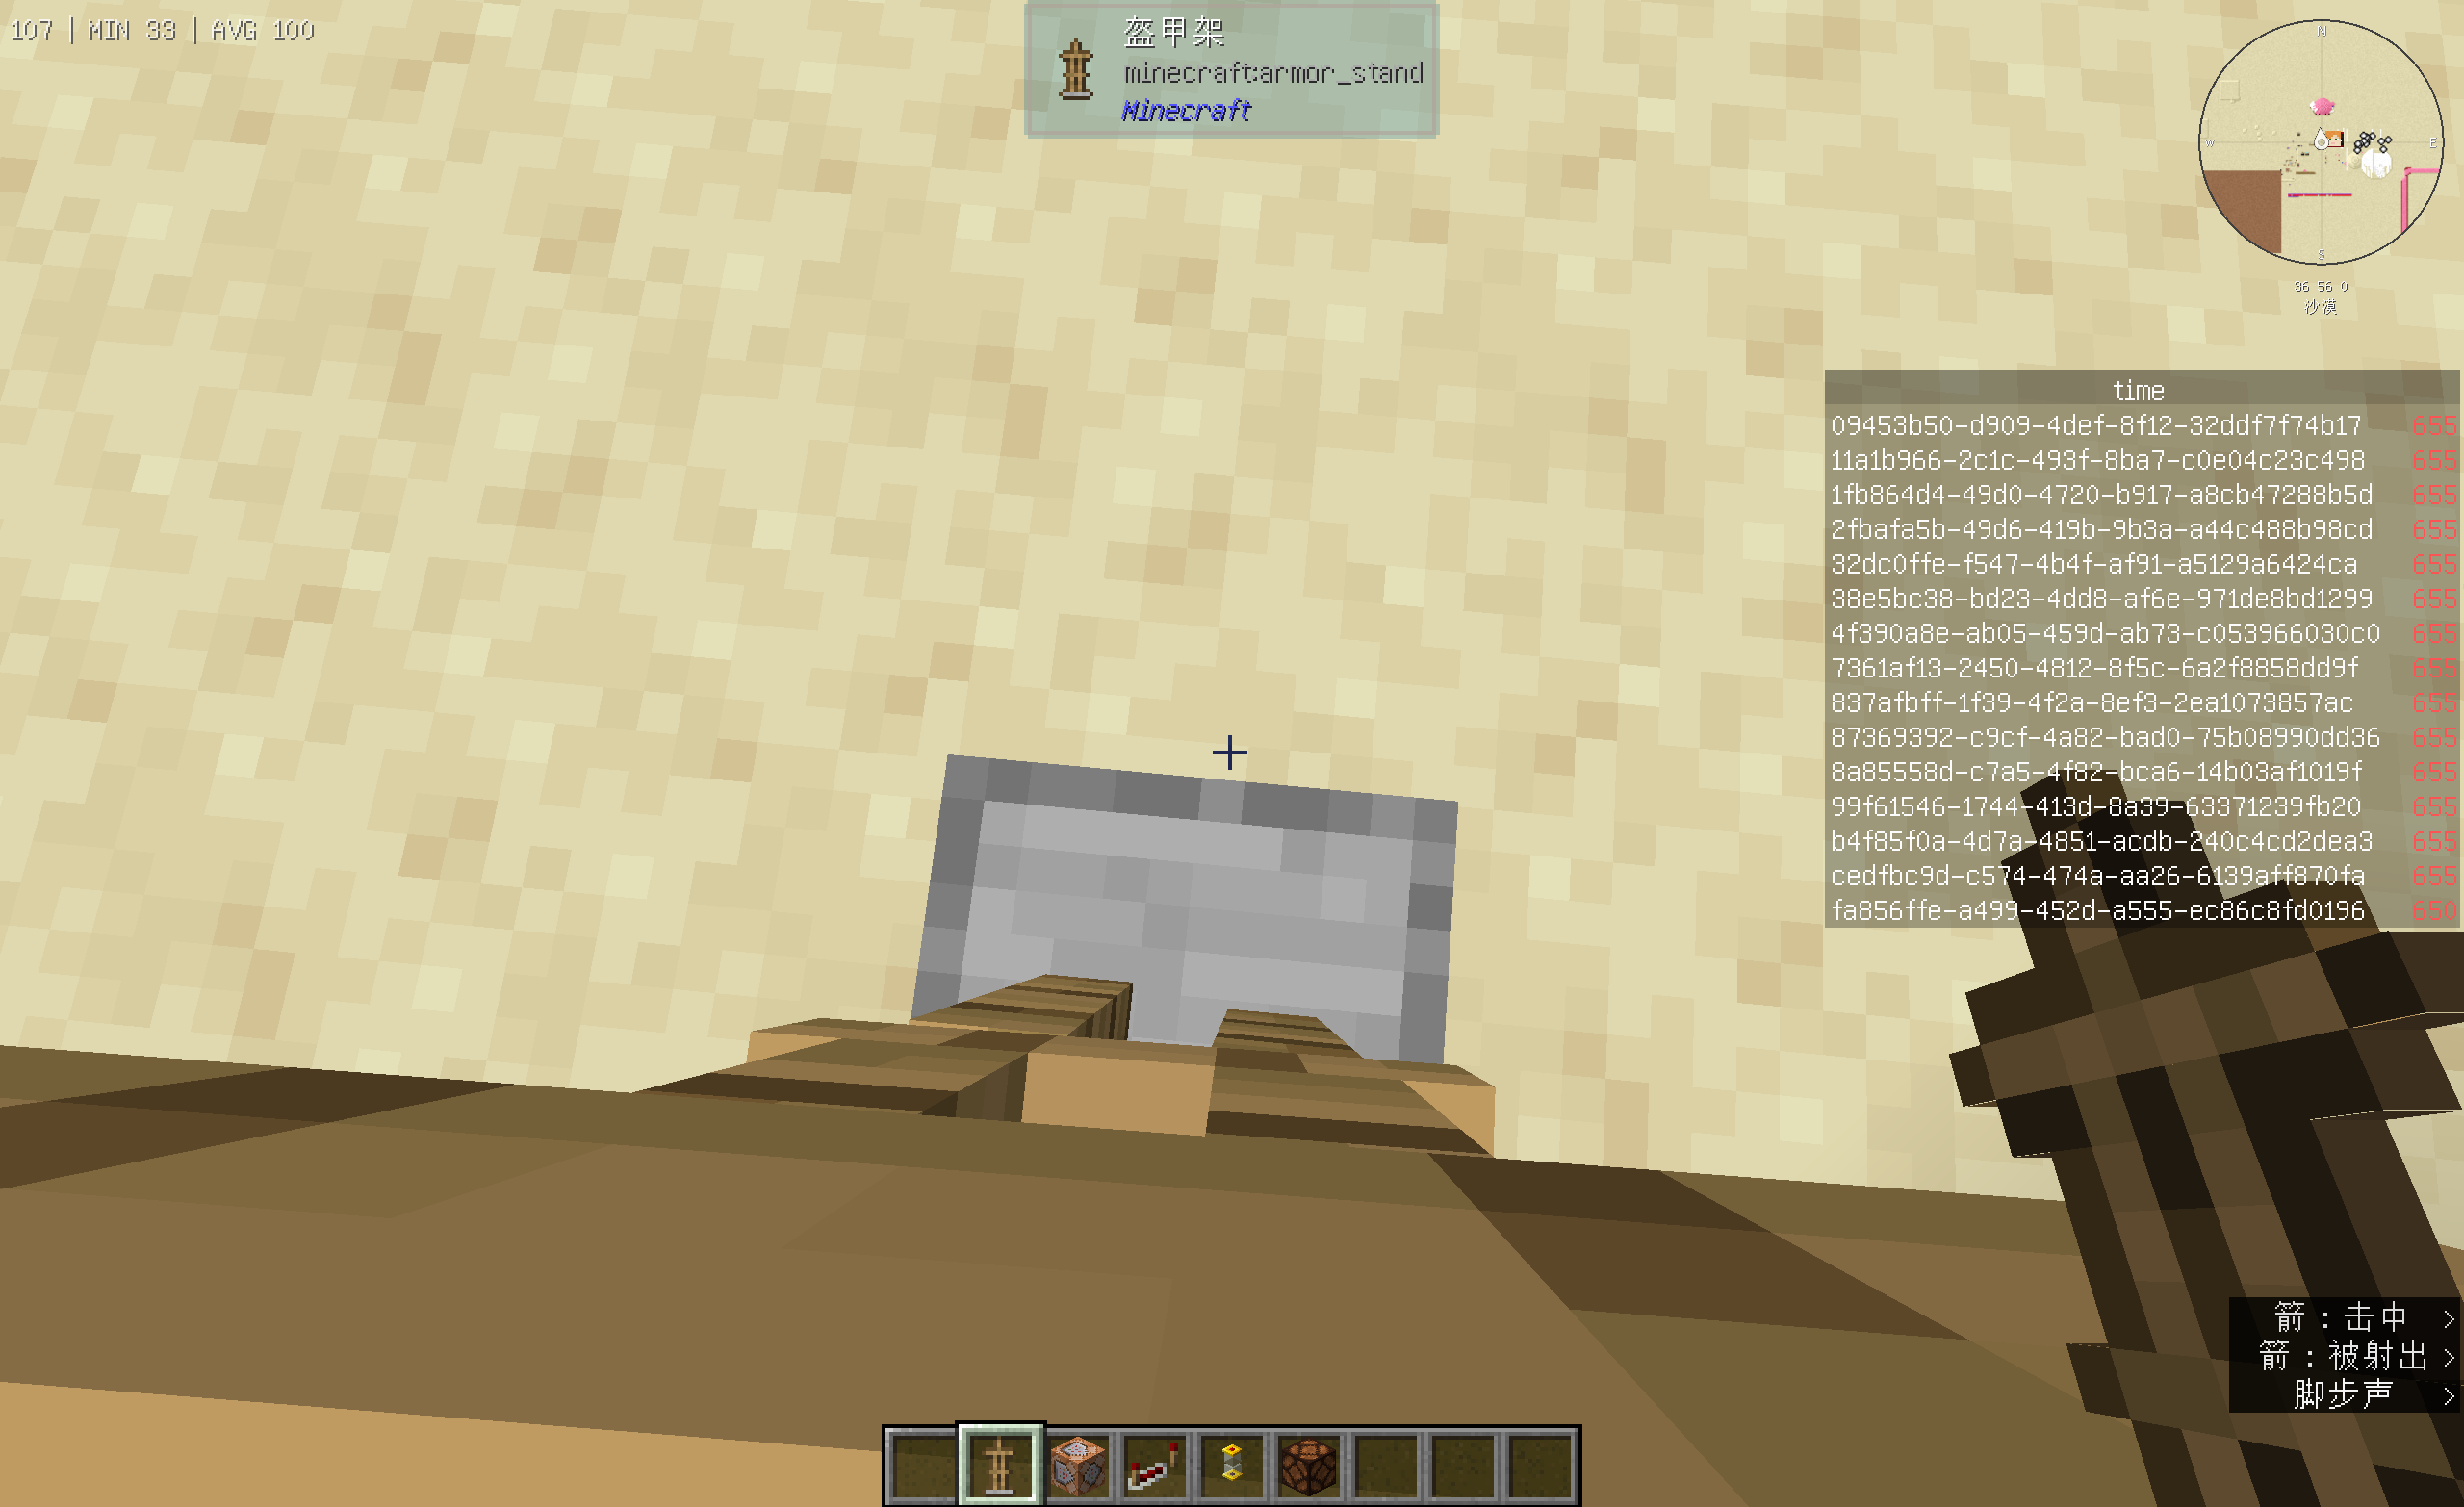 107 | MIN 33 | AVG 100
盔甲架
minecraft:armor_stand
Minecraft
N
W
E
S
36 56 0
沙漠
time
09453b50-d909-4def-8f12-32ddf7f74b17 655
11a1b966-2c1c-493f-8ba7-c0e04c23c498 655
1fb864d4-49d0-4720-b917-a8cb47288b5d 655
2fbafa5b-49d6-419b-9b3a-a44c488b98cd 655
32dc0ffe-f547-4b4f-af91-a5129a6424ca 655
38e5bc38-bd23-4dd8-af6e-971de8bd1299 655
4f390a8e-ab05-459d-ab73-c053966030c0 655
7361af13-2450-4812-8f5c-6a2f8858dd9f 655
837afbff-1f39-4f2a-8ef3-2ea1073857ac 655
87369392-c9cf-4a82-bad0-75b08990dd36 655
8a85558d-c7a5-4f82-bca6-14b03af1019f 655
99f61546-1744-413d-8a39-63371239fb20 655
b4f85f0a-4d7a-4851-acdb-240c4cd2dea3 655
cedfbc9d-c574-474a-aa26-6139aff870fa 655
fa856ffe-a499-452d-a555-ec86c8fd0196 650
箭：击中 >
箭：被射出 >
脚步声 >